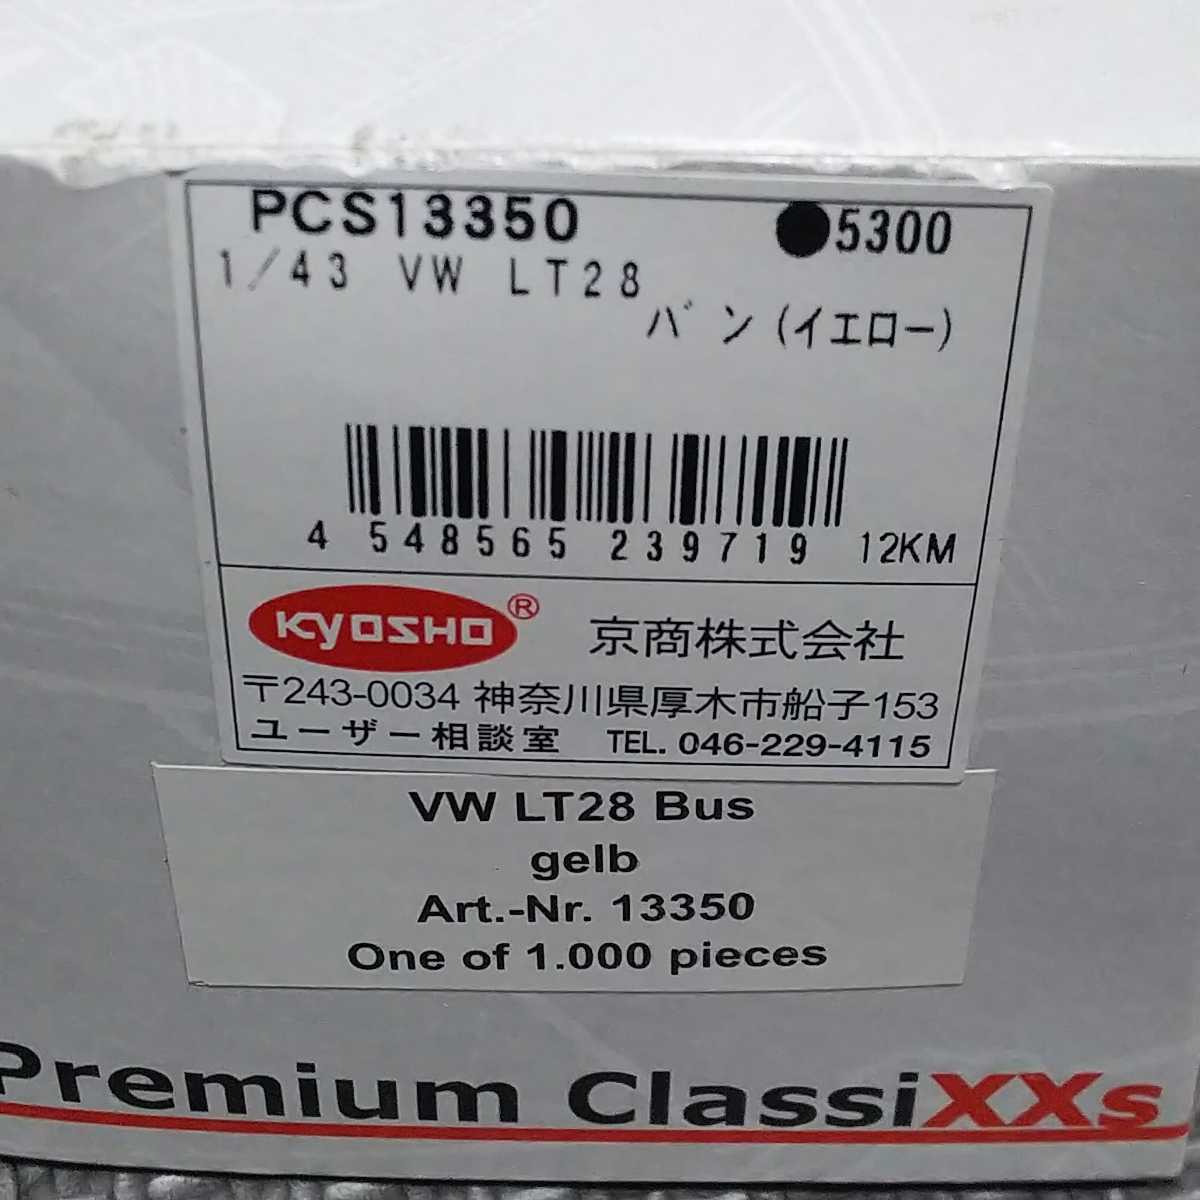 PCS13350 ●5300
1/43 VW LT28
バン(イエロー)
4 548565 239719 12KM
KYOSHO® 京商株式会社
〒243-0034 神奈川県厚木市船子153
ユーザー相談室 TEL. 046-229-4115
VW LT28 Bus
gelb
Art.-Nr. 13350
One of 1.000 pieces
Premium ClassiXXs